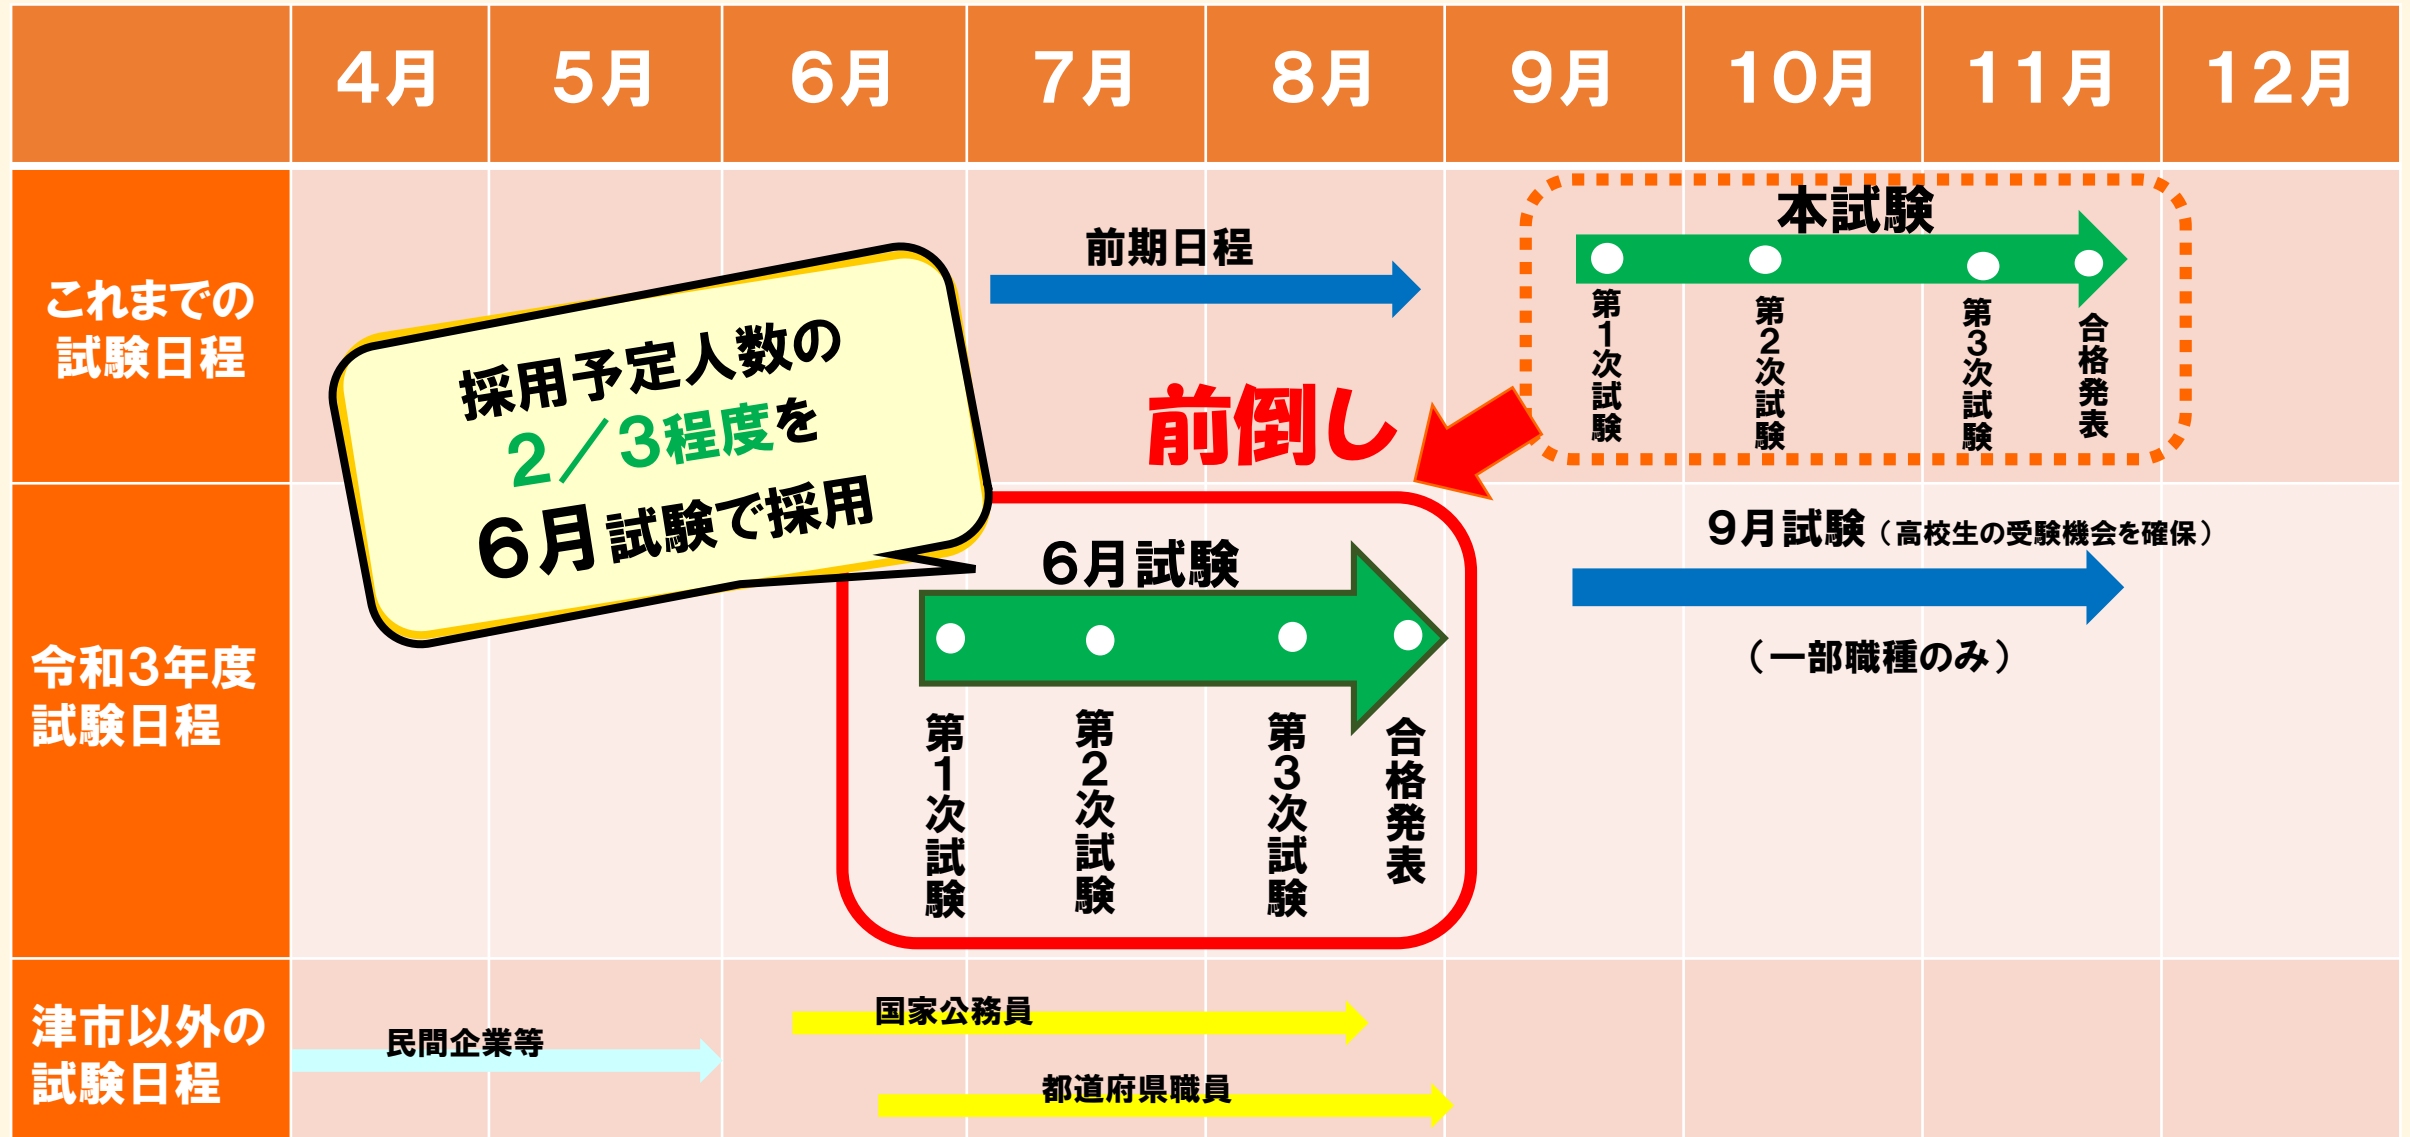 4月
5月
6月
7月
8月
9月
10月
11月
12月
これまでの
試験日程
前期日程
本試験
第1次試験
第2次試験
第3次試験
合格発表
採用予定人数の
2／3程度を
6月試験で採用
前倒し
令和3年度
試験日程
6月試験
第1次試験
第2次試験
第3次試験
合格発表
9月試験（高校生の受験機会を確保）
（一部職種のみ）
津市以外の
試験日程
民間企業等
国家公務員
都道府県職員